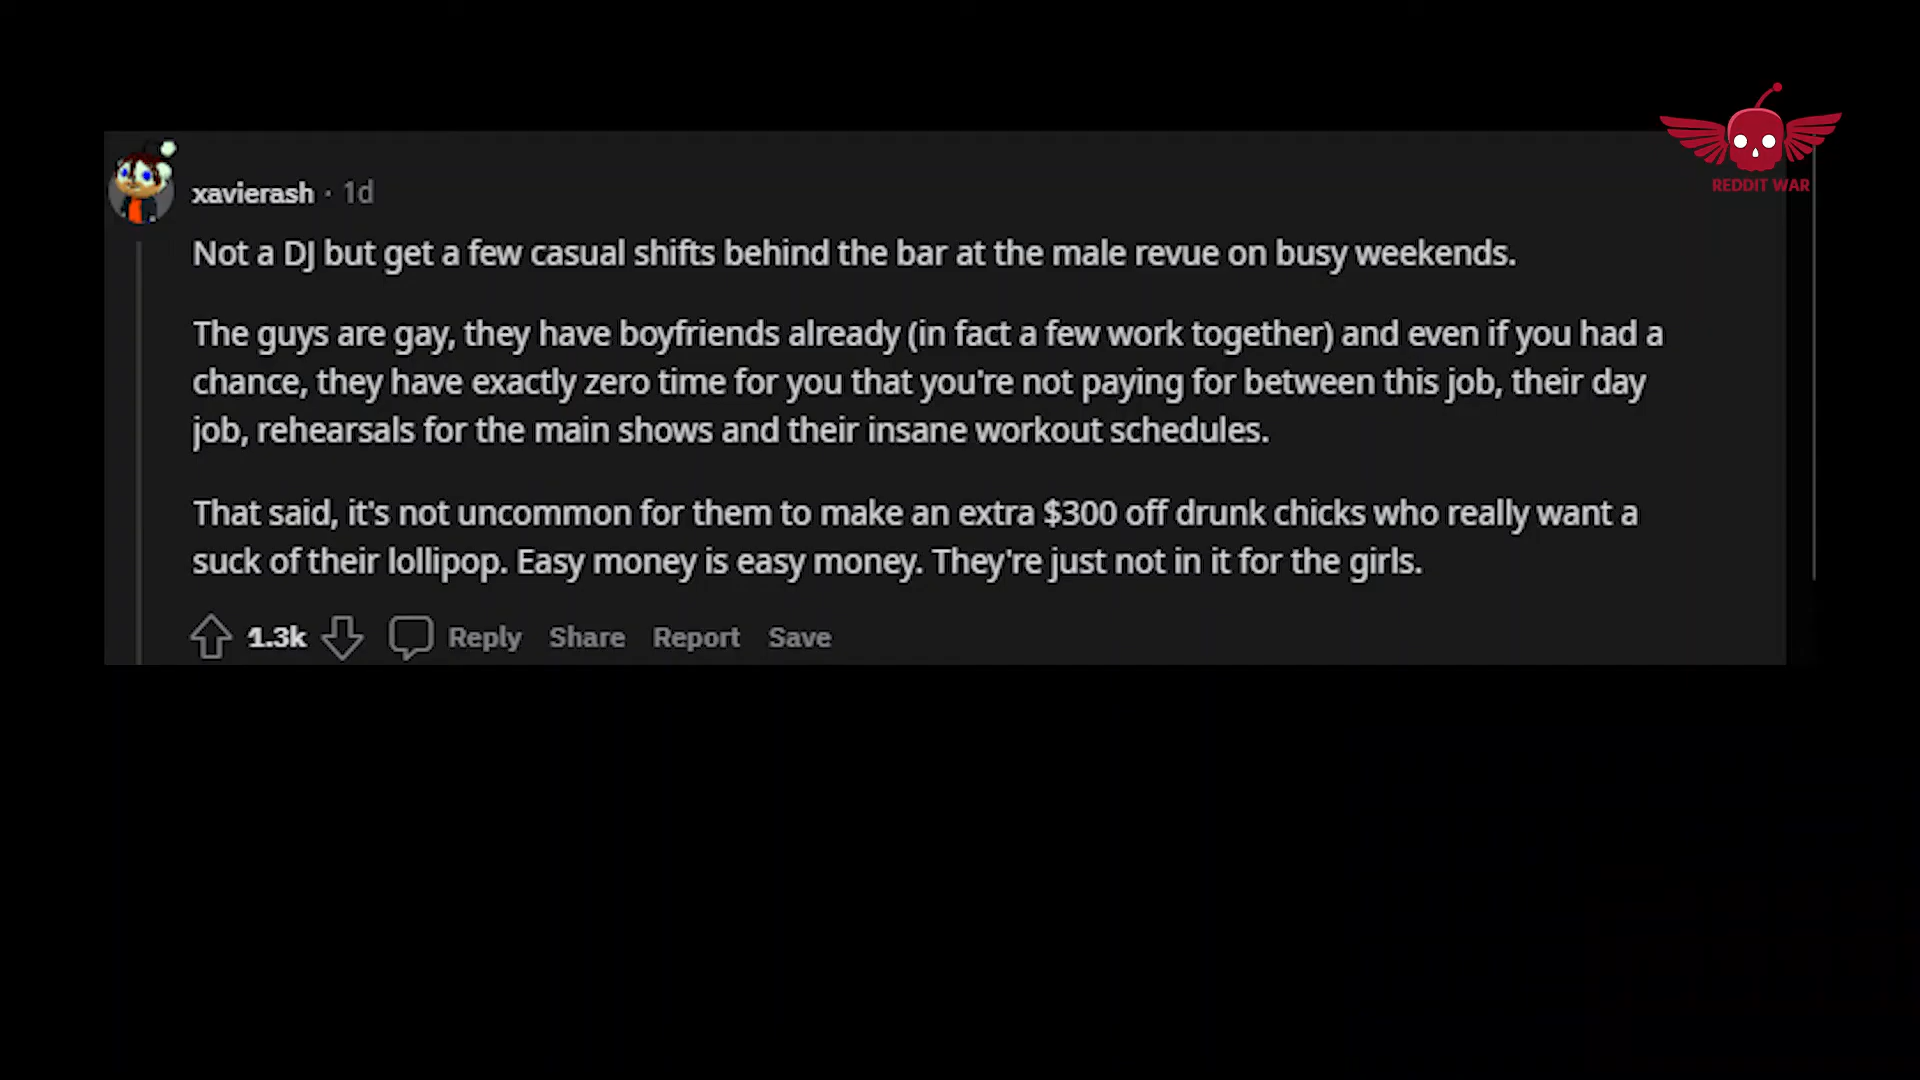 REDDIT WAR
xavierash · 1d
Not a DJ but get a few casual shifts behind the bar at the male revue on busy weekends.
The guys are gay, they have boyfriends already (in fact a few work together) and even if you had a
chance, they have exactly zero time for you that you're not paying for between this job, their day
job, rehearsals for the main shows and their insane workout schedules.
That said, it's not uncommon for them to make an extra $300 off drunk chicks who really want a
suck of their lollipop. Easy money is easy money. They're just not in it for the girls.
1.3k Reply Share Report Save